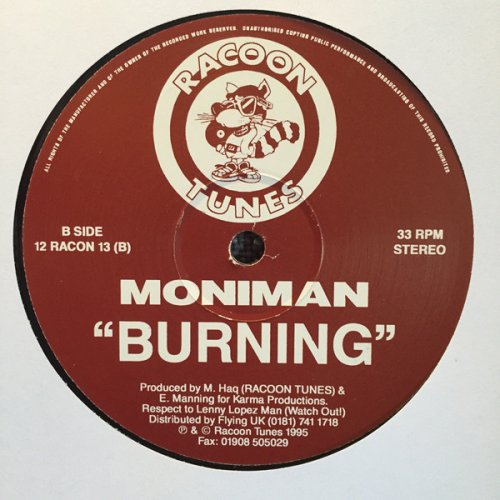 ALL RIGHTS OF THE MANUFACTURER AND OF THE OWNER OF THE RECORDED WORK RESERVED. UNAUTHORISED COPYING PUBLIC PERFORMANCE AND BROADCASTING OF THIS RECORD PROHIBITED.
RACOON
TUNES
B SIDE
12 RACON 13 (B)
33 RPM
STEREO
MONIMAN
“BURNING”
Produced by M. Haq (RACOON TUNES) &
E. Manning for Karma Productions.
Respect to Lenny Lopez Man (Watch Out!)
Distributed by Flying UK (0181) 741 1718
℗ & © Racoon Tunes 1995
Fax: 01908 505029